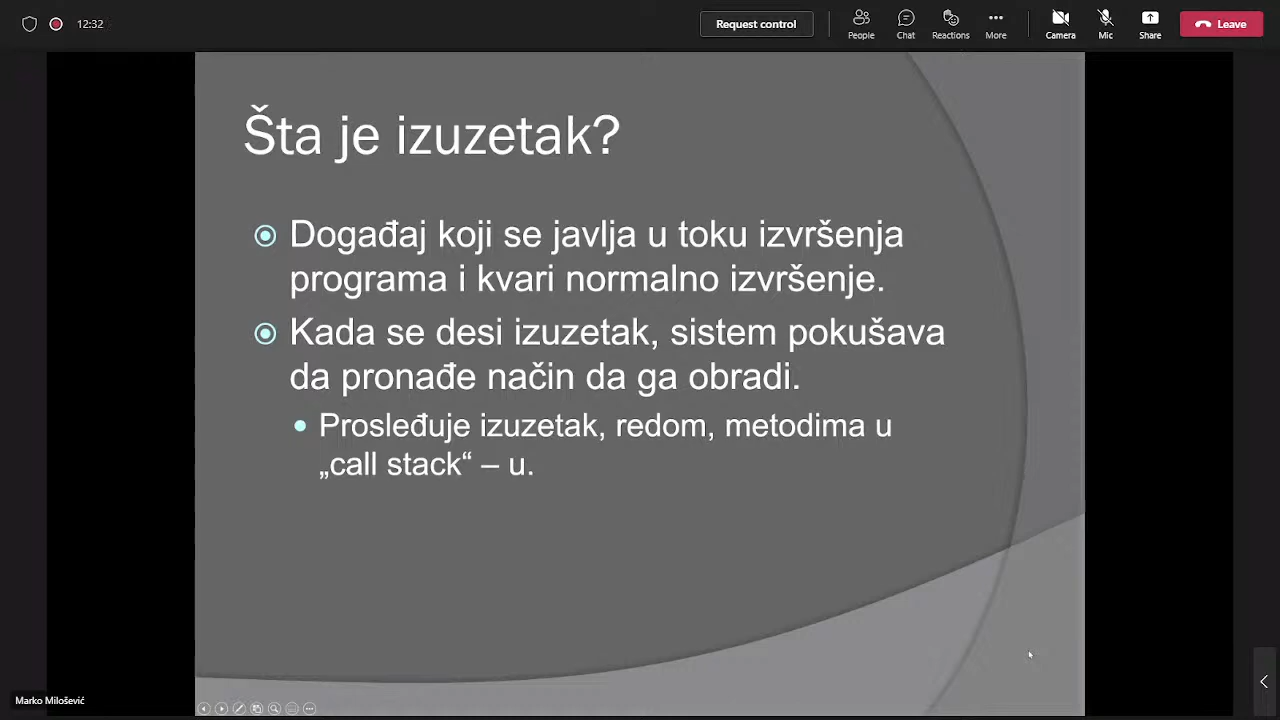 12:32
Request control
People
Chat
Reactions
More
Camera
Mic
Share
Leave
Šta je izuzetak?
Događaj koji se javlja u toku izvršenja
programa i kvari normalno izvršenje.
Kada se desi izuzetak, sistem pokušava
da pronađe način da ga obradi.
Prosleđuje izuzetak, redom, metodima u
„call stack“ – u.
Marko Milošević